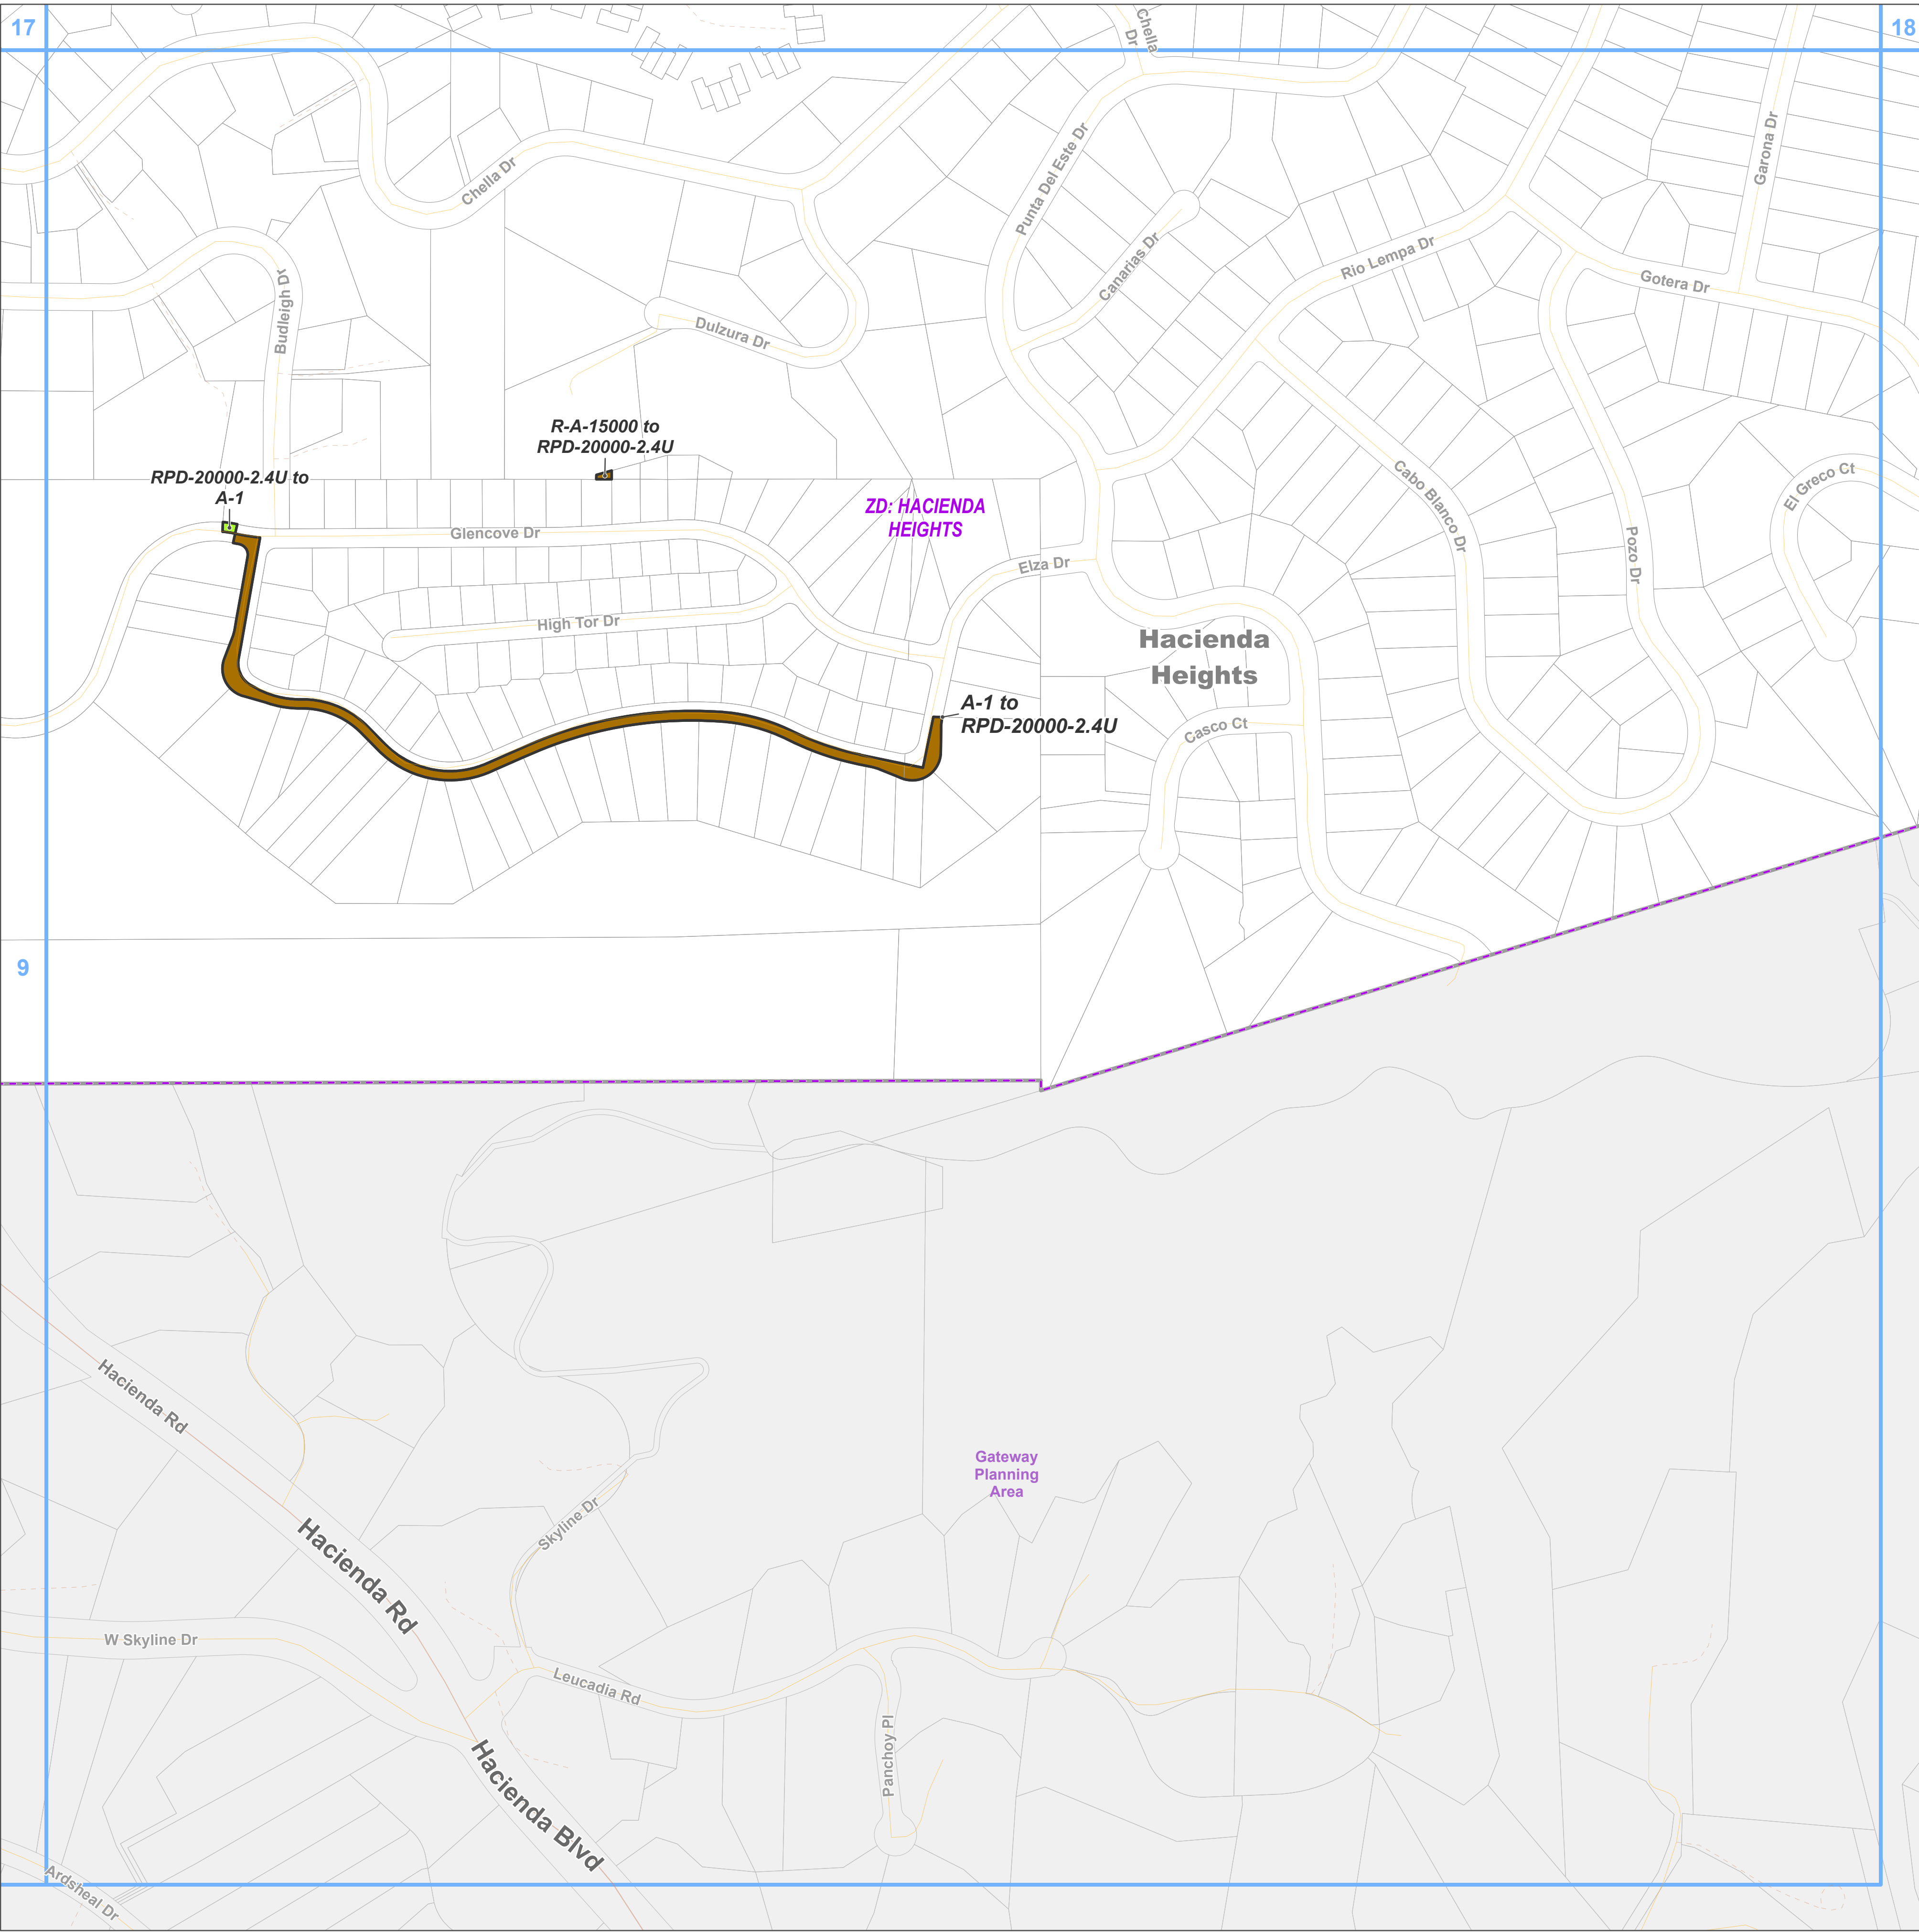 17
18
Chella
Dr
Garona Dr
Punta Del Este Dr
Chella Dr
Canarias Dr
Rio Lempa Dr
Gotera Dr
Budleigh Dr
Dulzura Dr
R-A-15000 to
RPD-20000-2.4U
RPD-20000-2.4U to
A-1
Cabo Blanco Dr
El Greco Ct
ZD: HACIENDA
HEIGHTS
Glencove Dr
Pozo Dr
Elza Dr
High Tor Dr
Hacienda
Heights
A-1 to
RPD-20000-2.4U
Casco Ct
9
Hacienda Rd
Gateway
Planning
Area
Skyline Dr
Hacienda Rd
W Skyline Dr
Leucadia Rd
Panchoy Pl
Hacienda Blvd
Ardsheal Dr